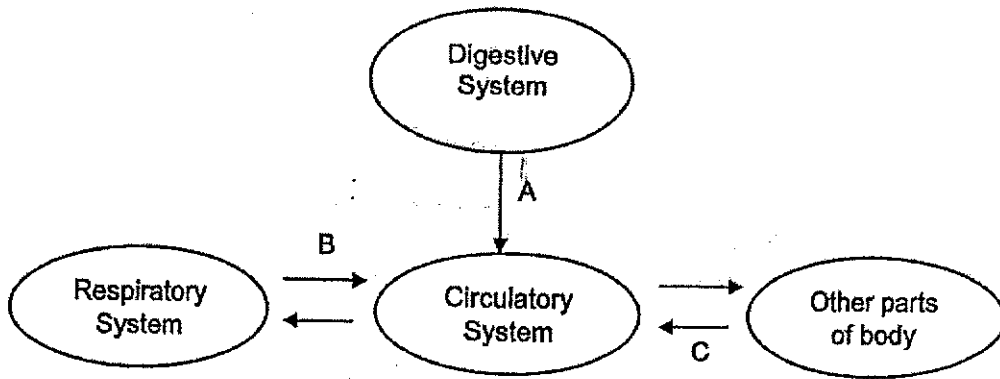 Digestive
System
A
B
Respiratory
System
Circulatory
System
Other parts
of body
C